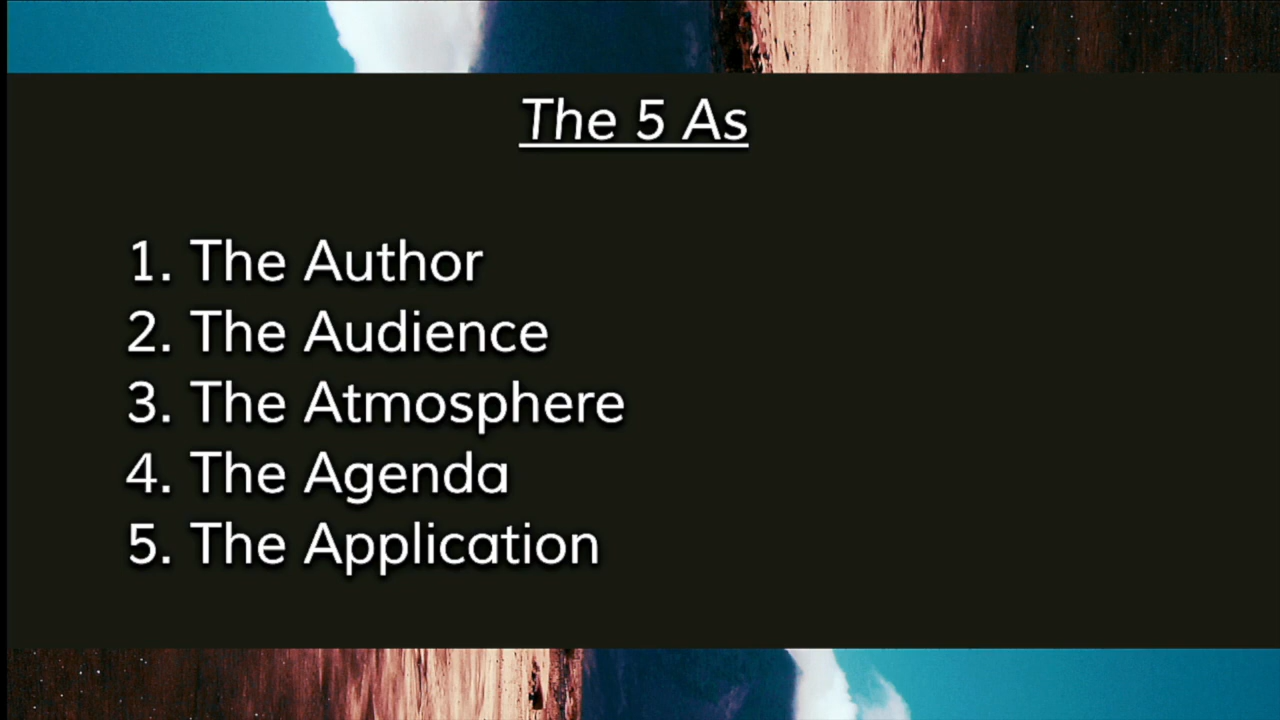 The 5 As
1. The Author
2. The Audience
3. The Atmosphere
4. The Agenda
5. The Application